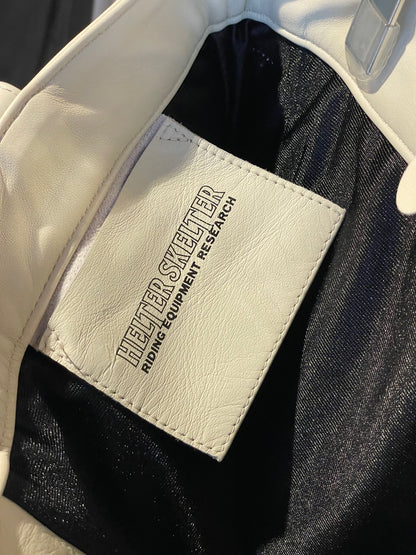 HELTER SKELTER
RIDING EQUIPMENT RESEARCH